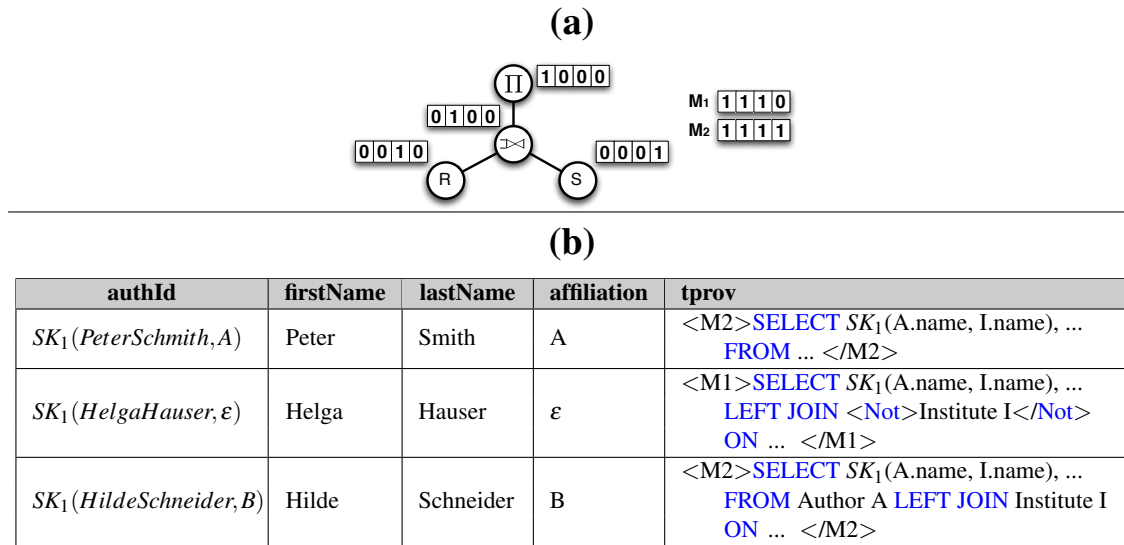 (a)
Π 1 0 0 0
0 1 0 0
M1 1 1 1 0
M2 1 1 1 1
⟕
0 0 1 0
0 0 0 1
R
S
(b)
authId firstName lastName affiliation tprov
SK1(PeterSchmith,A) Peter Smith A <M2>SELECT SK1(A.name, I.name), ...
FROM ... </M2>
SK1(HelgaHauser,ε) Helga Hauser ε <M1>SELECT SK1(A.name, I.name), ...
LEFT JOIN <Not>Institute I</Not>
ON ... </M1>
SK1(HildeSchneider,B) Hilde Schneider B <M2>SELECT SK1(A.name, I.name), ...
FROM Author A LEFT JOIN Institute I
ON ... </M2>